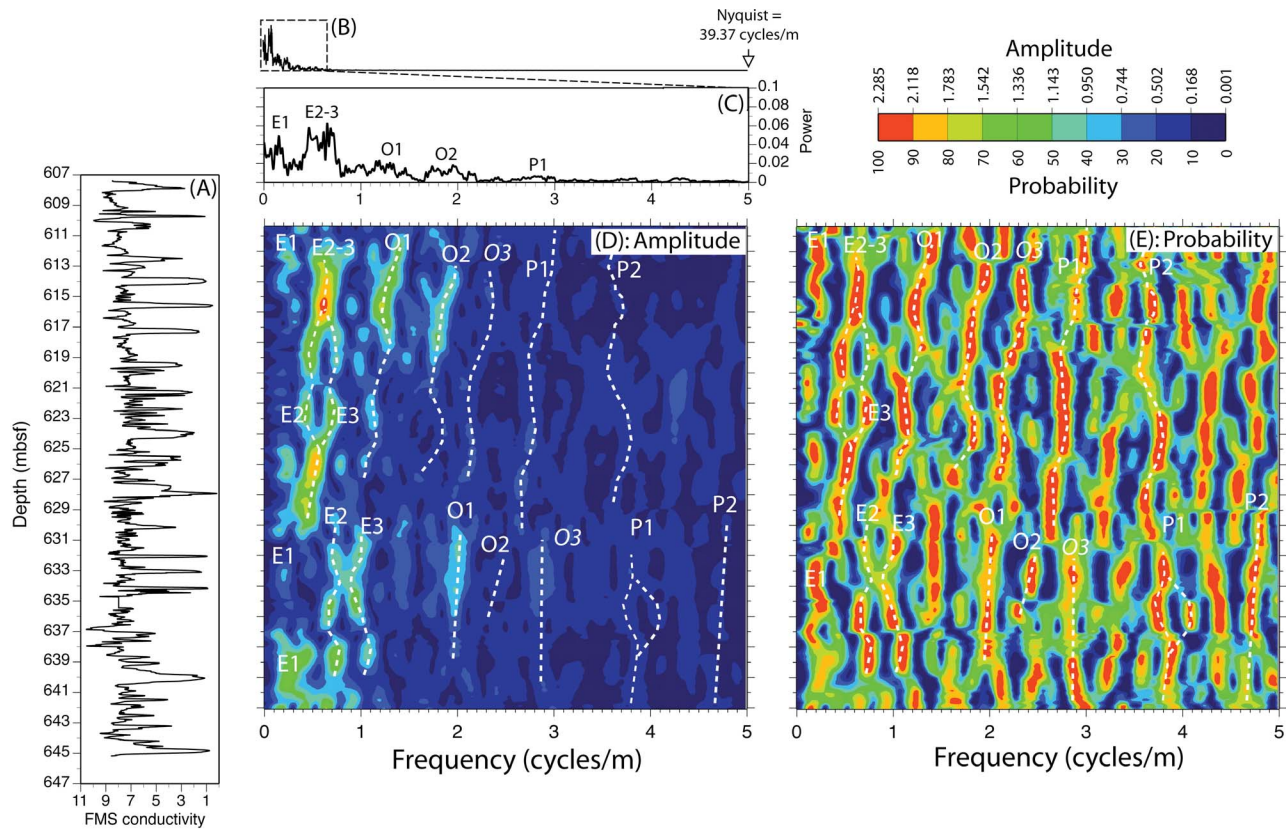 (B)
Nyquist =
39.37 cycles/m
Amplitude
2.285 2.118 1.783 1.542 1.336 1.143 0.950 0.744 0.502 0.168 0.001
100 90 80 70 60 50 40 30 20 10 0
Probability
(C)
E1 E2-3 O1 O2 P1
0.1
0.08
0.06
0.04
0.02
0
Power
0 1 2 3 4 5
(A)
607
609
611
613
615
617
619
621
623
625
627
629
631
633
635
637
639
641
643
645
647
Depth (mbsf)
11 9 7 5 3 1
FMS conductivity
(D): Amplitude
E1 E2-3 O1 O2 O3 P1 P2
E2 E3
E2 E3 O1 O2 O3 P1 P2
E1
E1
0 1 2 3 4 5
Frequency (cycles/m)
(E): Probability
E1 E2-3 O1 O2 O3 P1 P2
E2 E3
E2 E3 O1 O2 O3 P1 P2
E1
0 1 2 3 4 5
Frequency (cycles/m)